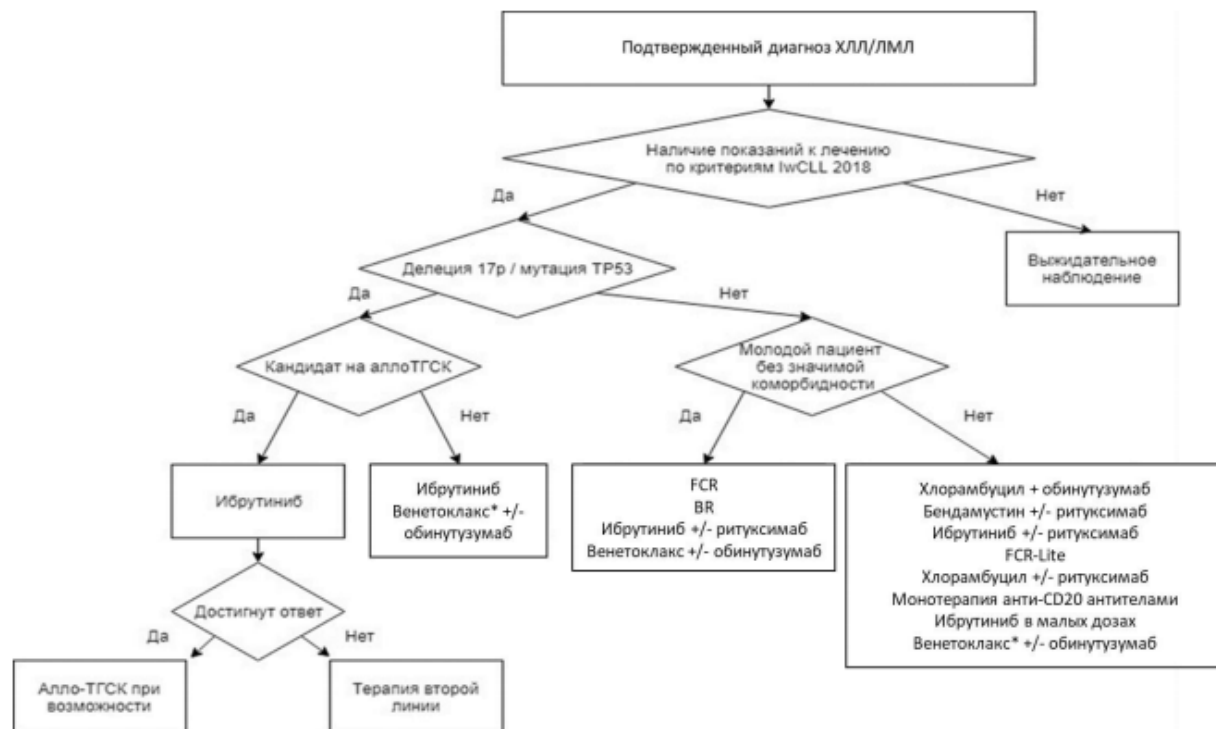 Подтвержденный диагноз ХЛЛ/ЛМЛ
Наличие показаний к лечению
по критериям IwCLL 2018
Да
Нет
Делеция 17р / мутация ТР53
Выжидательное
наблюдение
Да
Нет
Кандидат на аллоТГСК
Молодой пациент
без значимой
коморбидности
Да
Нет
Да
Нет
Ибрутиниб
Ибрутиниб
Венетоклакс* +/-
обинутузумаб
FCR
BR
Ибрутиниб +/- ритуксимаб
Венетоклакс +/- обинутузумаб
Хлорамбуцил + обинутузумаб
Бендамустин +/- ритуксимаб
Ибрутиниб +/- ритуксимаб
FCR-Lite
Хлорамбуцил +/- ритуксимаб
Монотерапия анти-CD20 антителами
Ибрутиниб в малых дозах
Венетоклакс* +/- обинутузумаб
Достигнут ответ
Да
Нет
Алло-ТГСК при
возможности
Терапия второй
линии